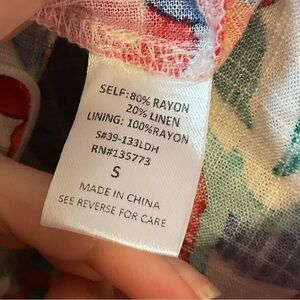 SELF:80% RAYON
20% LINEN
LINING: 100%RAYON
S#39-133LDH
RN#135773
S
MADE IN CHINA
SEE REVERSE FOR CARE